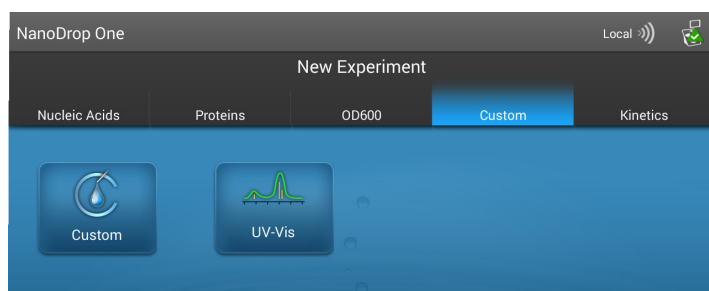 NanoDrop One Local
New Experiment
Nucleic Acids Proteins OD600 Custom Kinetics
Custom UV-Vis